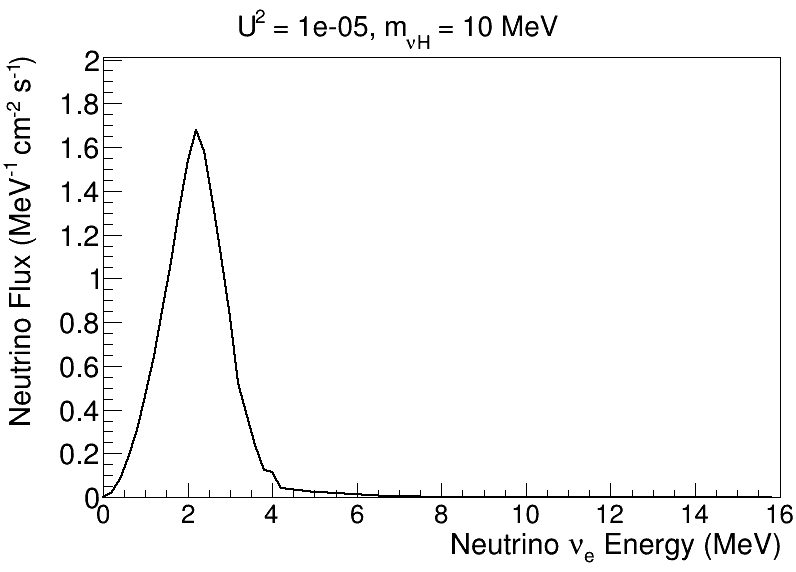 U² = 1e-05, m_νH = 10 MeV
Neutrino Flux (MeV⁻¹ cm⁻² s⁻¹)
2
1.8
1.6
1.4
1.2
1
0.8
0.6
0.4
0.2
0
0 2 4 6 8 10 12 14 16
Neutrino νₑ Energy (MeV)